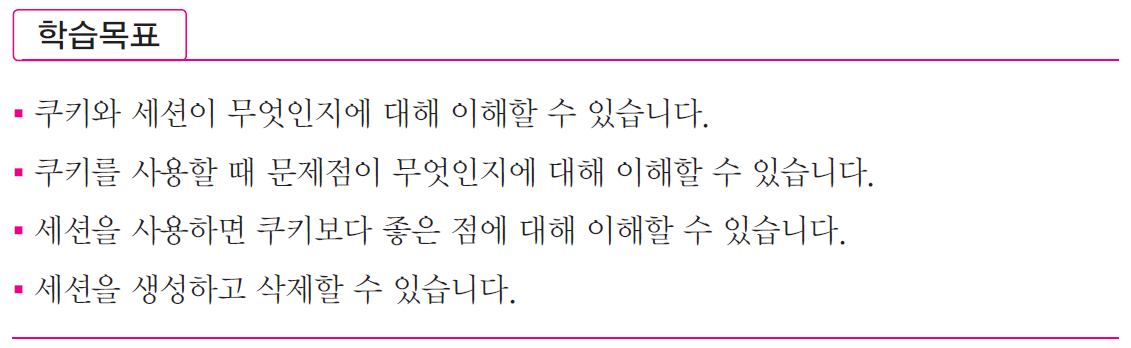 학습목표
▪ 쿠키와 세션이 무엇인지에 대해 이해할 수 있습니다.
▪ 쿠키를 사용할 때 문제점이 무엇인지에 대해 이해할 수 있습니다.
▪ 세션을 사용하면 쿠키보다 좋은 점에 대해 이해할 수 있습니다.
▪ 세션을 생성하고 삭제할 수 있습니다.